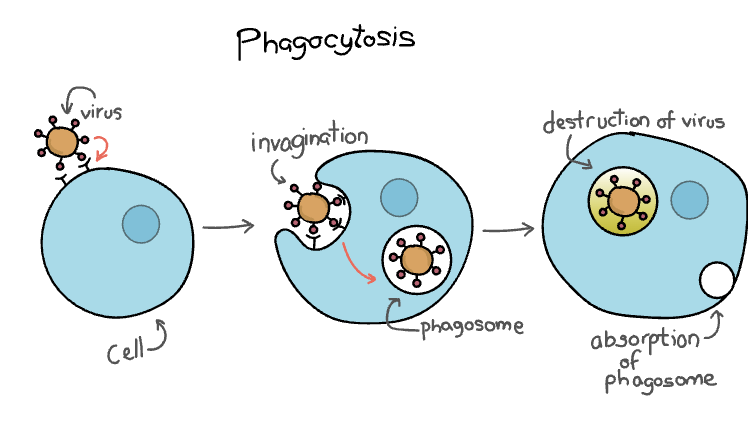 Phagocytosis
virus
cell
invagination
phagosome
destruction of virus
absorption
of
phagosome